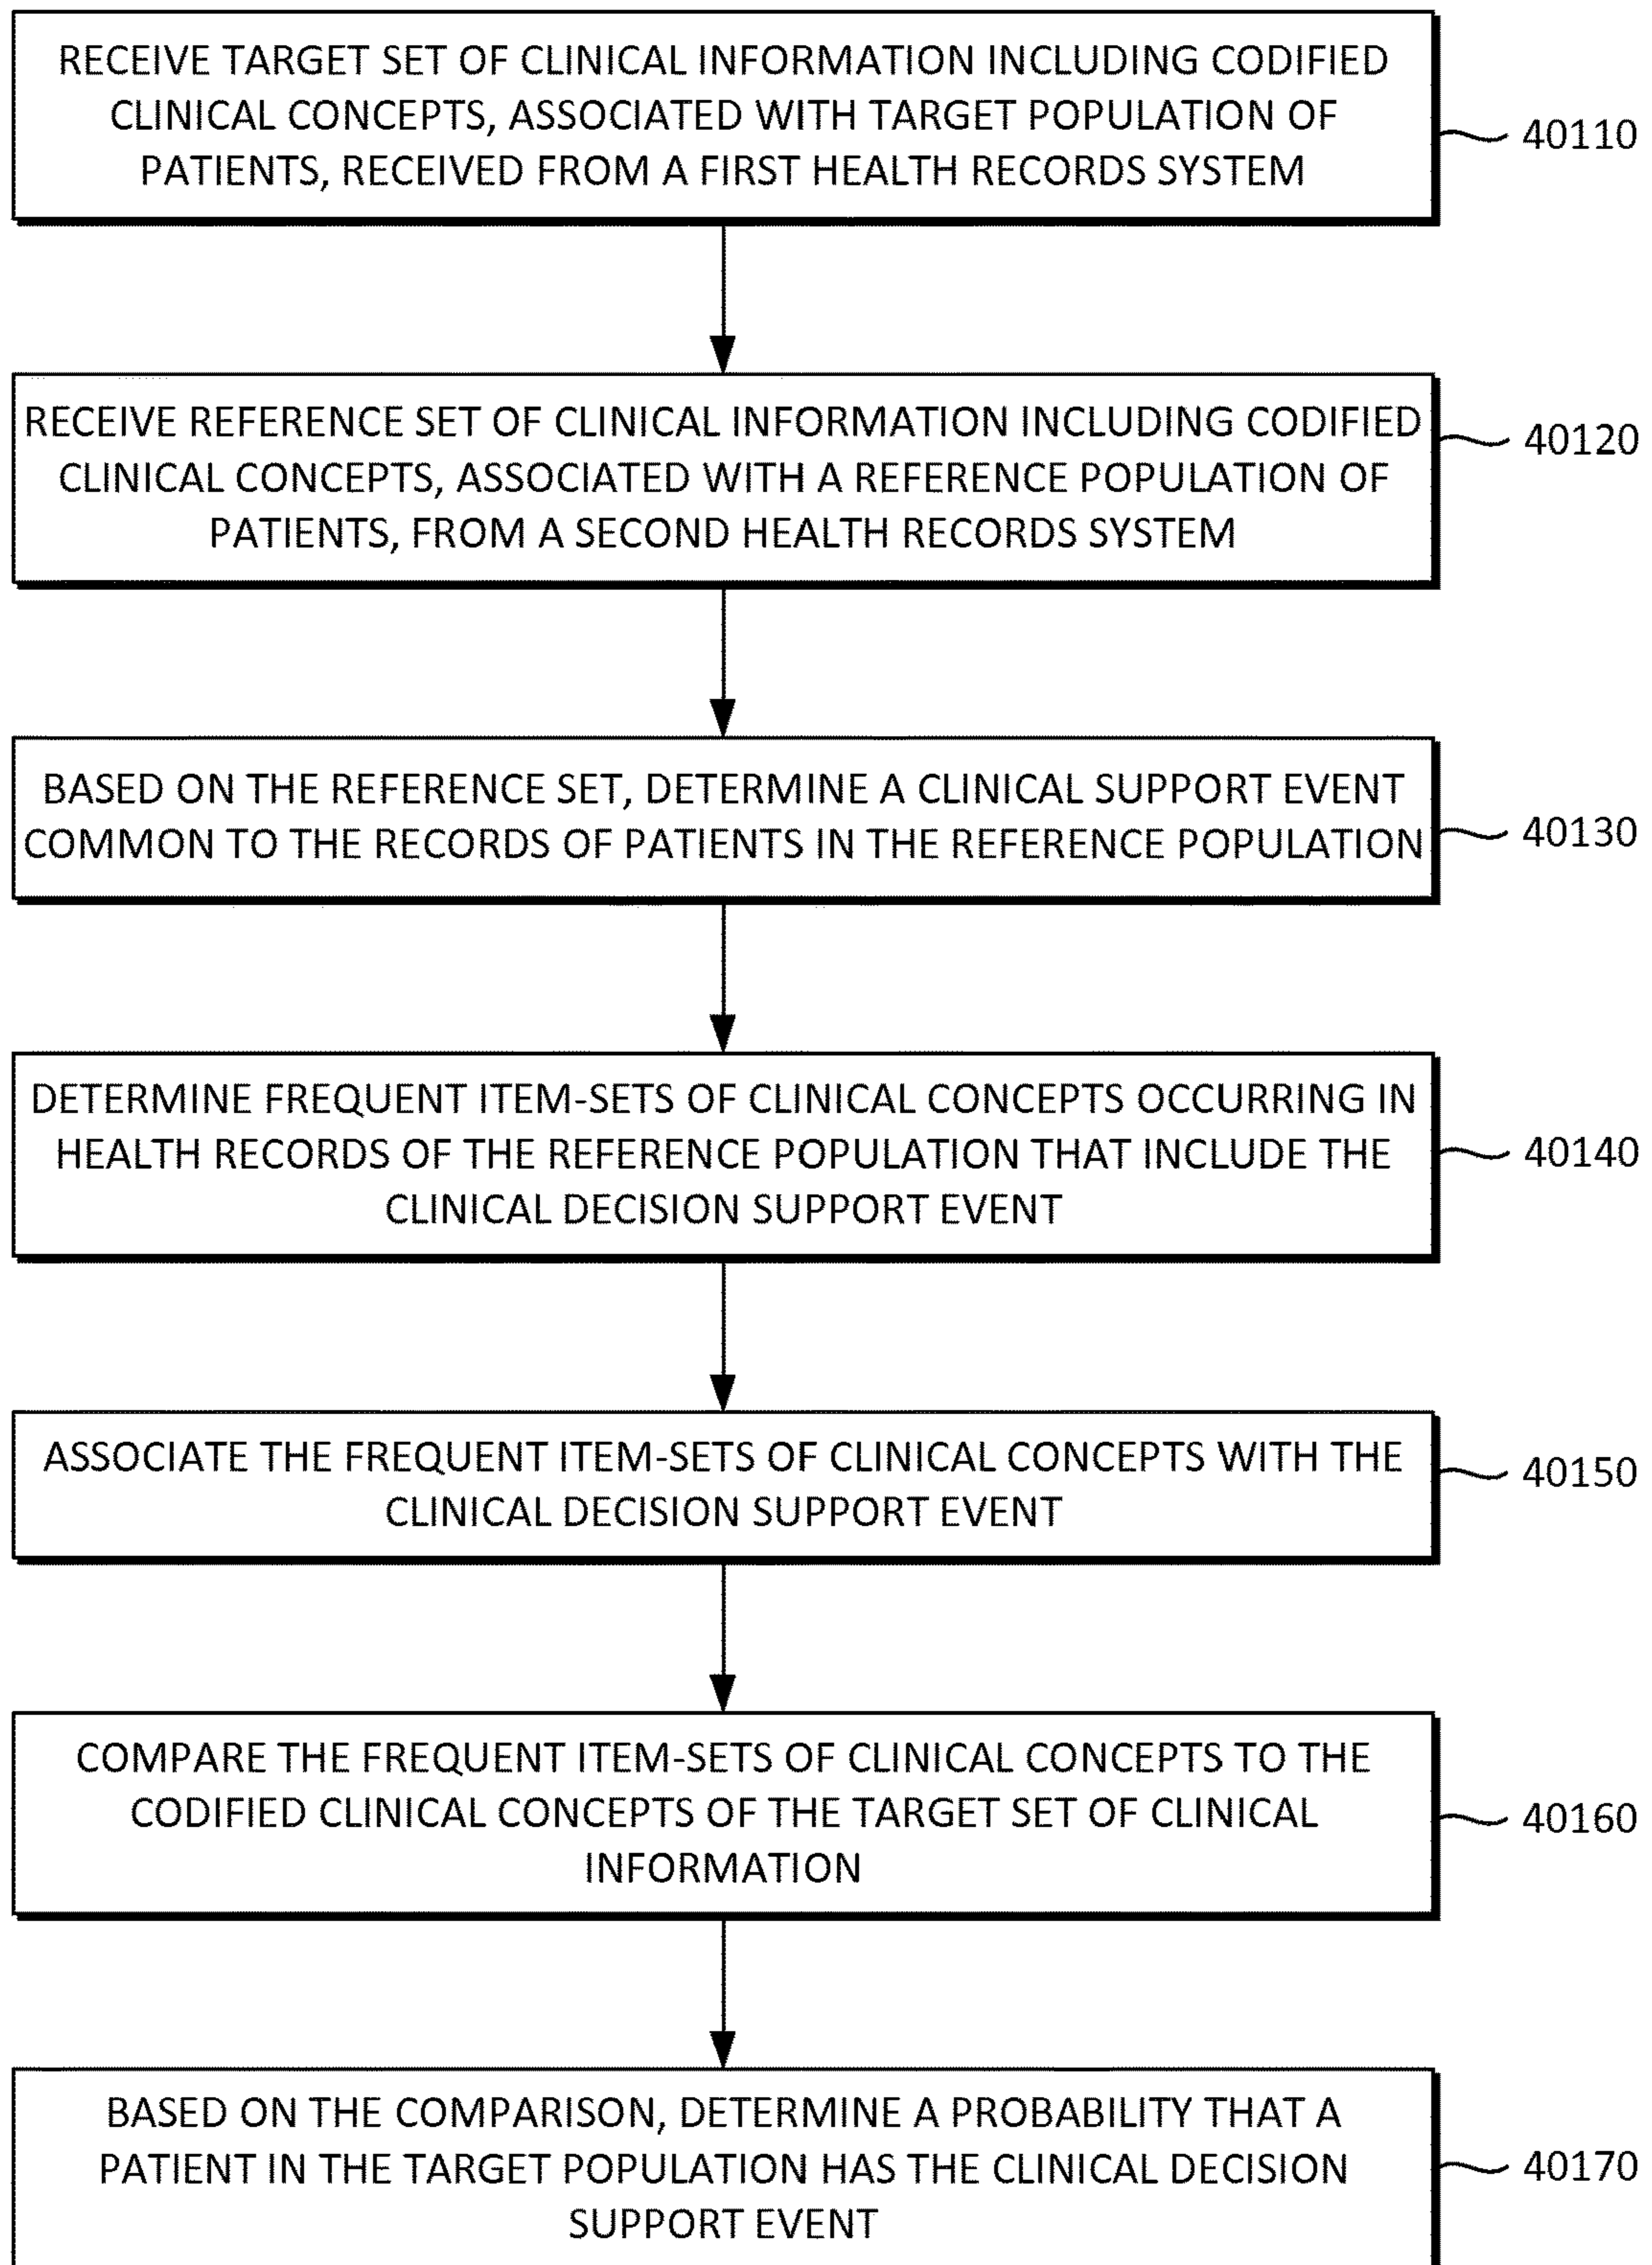 RECEIVE TARGET SET OF CLINICAL INFORMATION INCLUDING CODIFIED
CLINICAL CONCEPTS, ASSOCIATED WITH TARGET POPULATION OF
PATIENTS, RECEIVED FROM A FIRST HEALTH RECORDS SYSTEM
40110
RECEIVE REFERENCE SET OF CLINICAL INFORMATION INCLUDING CODIFIED
CLINICAL CONCEPTS, ASSOCIATED WITH A REFERENCE POPULATION OF
PATIENTS, FROM A SECOND HEALTH RECORDS SYSTEM
40120
BASED ON THE REFERENCE SET, DETERMINE A CLINICAL SUPPORT EVENT
COMMON TO THE RECORDS OF PATIENTS IN THE REFERENCE POPULATION
40130
DETERMINE FREQUENT ITEM-SETS OF CLINICAL CONCEPTS OCCURRING IN
HEALTH RECORDS OF THE REFERENCE POPULATION THAT INCLUDE THE
CLINICAL DECISION SUPPORT EVENT
40140
ASSOCIATE THE FREQUENT ITEM-SETS OF CLINICAL CONCEPTS WITH THE
CLINICAL DECISION SUPPORT EVENT
40150
COMPARE THE FREQUENT ITEM-SETS OF CLINICAL CONCEPTS TO THE
CODIFIED CLINICAL CONCEPTS OF THE TARGET SET OF CLINICAL
INFORMATION
40160
BASED ON THE COMPARISON, DETERMINE A PROBABILITY THAT A
PATIENT IN THE TARGET POPULATION HAS THE CLINICAL DECISION
SUPPORT EVENT
40170